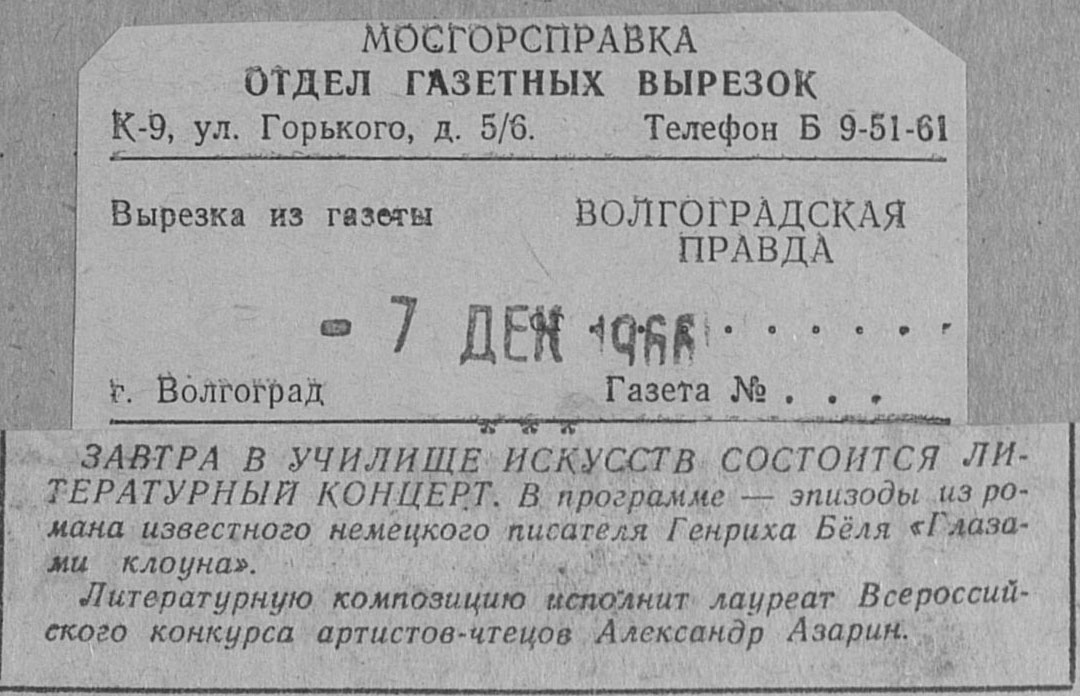 МОСГОРСПРАВКА
ОТДЕЛ ГАЗЕТНЫХ ВЫРЕЗОК
К-9, ул. Горького, д. 5/6. Телефон Б 9-51-61
Вырезка из газеты ВОЛГОГРАДСКАЯ
ПРАВДА
- 7 ДЕК 1966
г. Волгоград Газета № . . .
* * *
ЗАВТРА В УЧИЛИЩЕ ИСКУССТВ СОСТОИТСЯ ЛИ-
ТЕРАТУРНЫЙ КОНЦЕРТ. В программе — эпизоды из ро-
мана известного немецкого писателя Генриха Бёля «Глаза-
ми клоуна».
Литературную композицию исполнит лауреат Всероссий-
ского конкурса артистов-чтецов Александр Азарин.